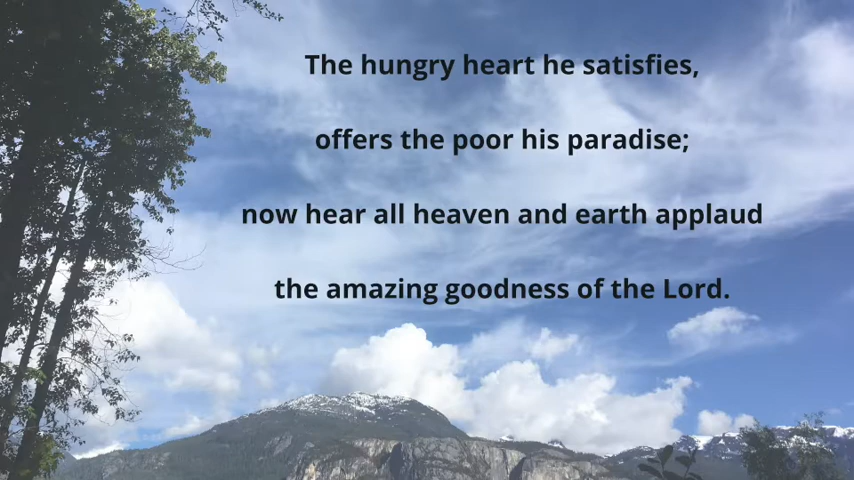 The hungry heart he satisfies,
offers the poor his paradise;
now hear all heaven and earth applaud
the amazing goodness of the Lord.